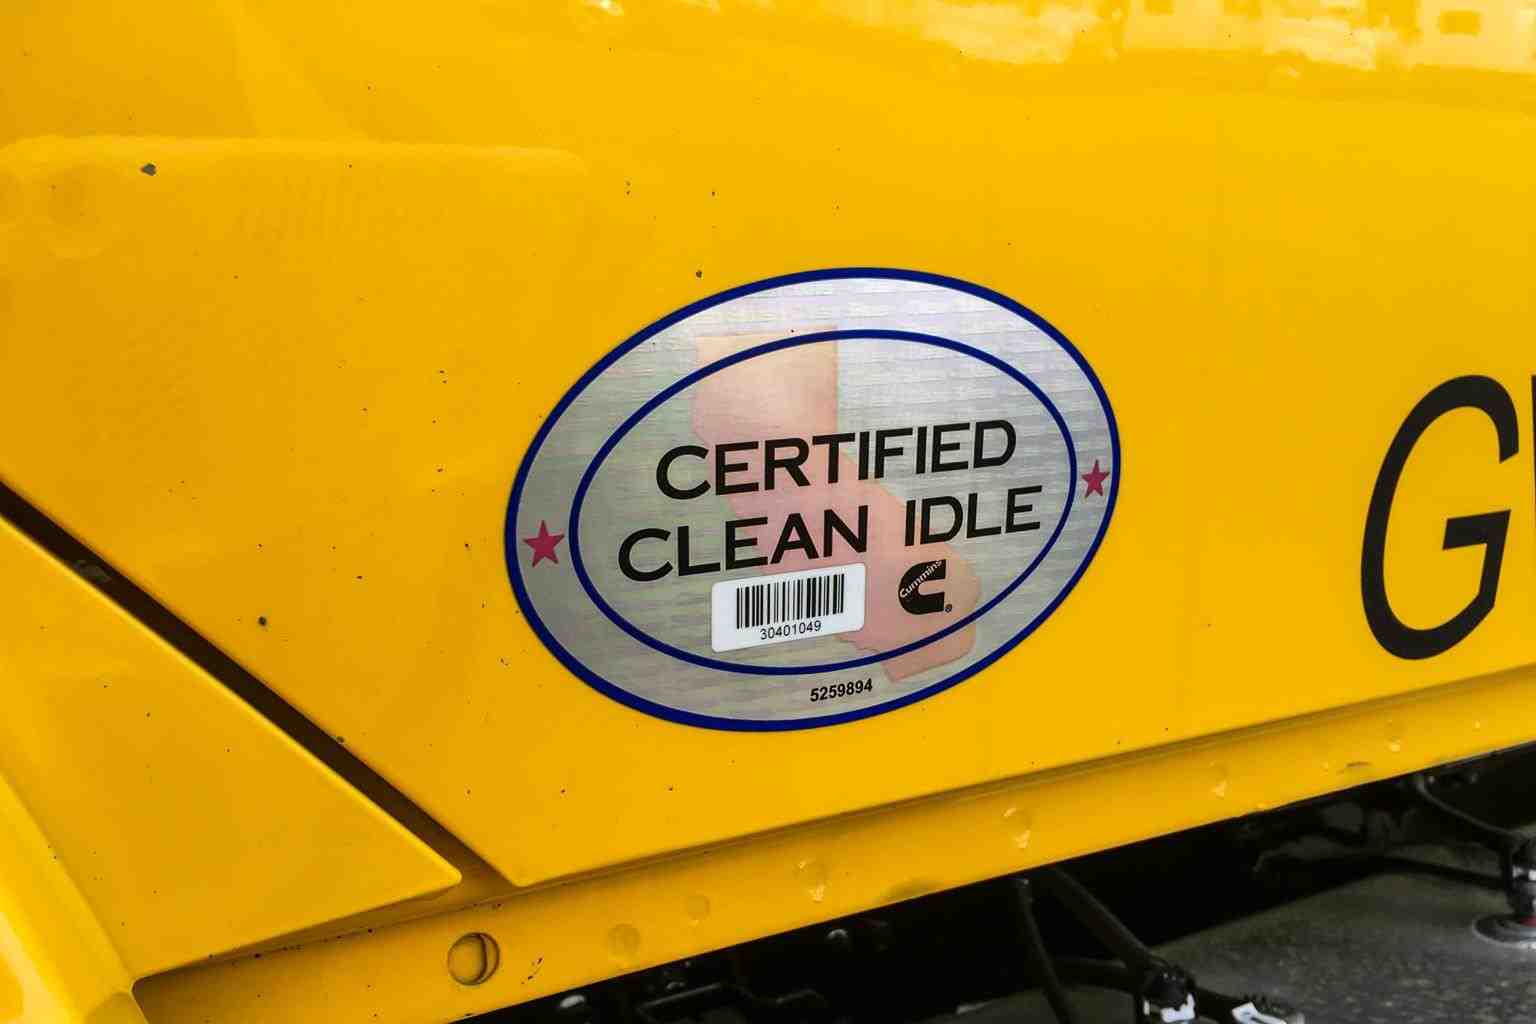 CERTIFIED
CLEAN IDLE
Cummins
30401049
5259894
G